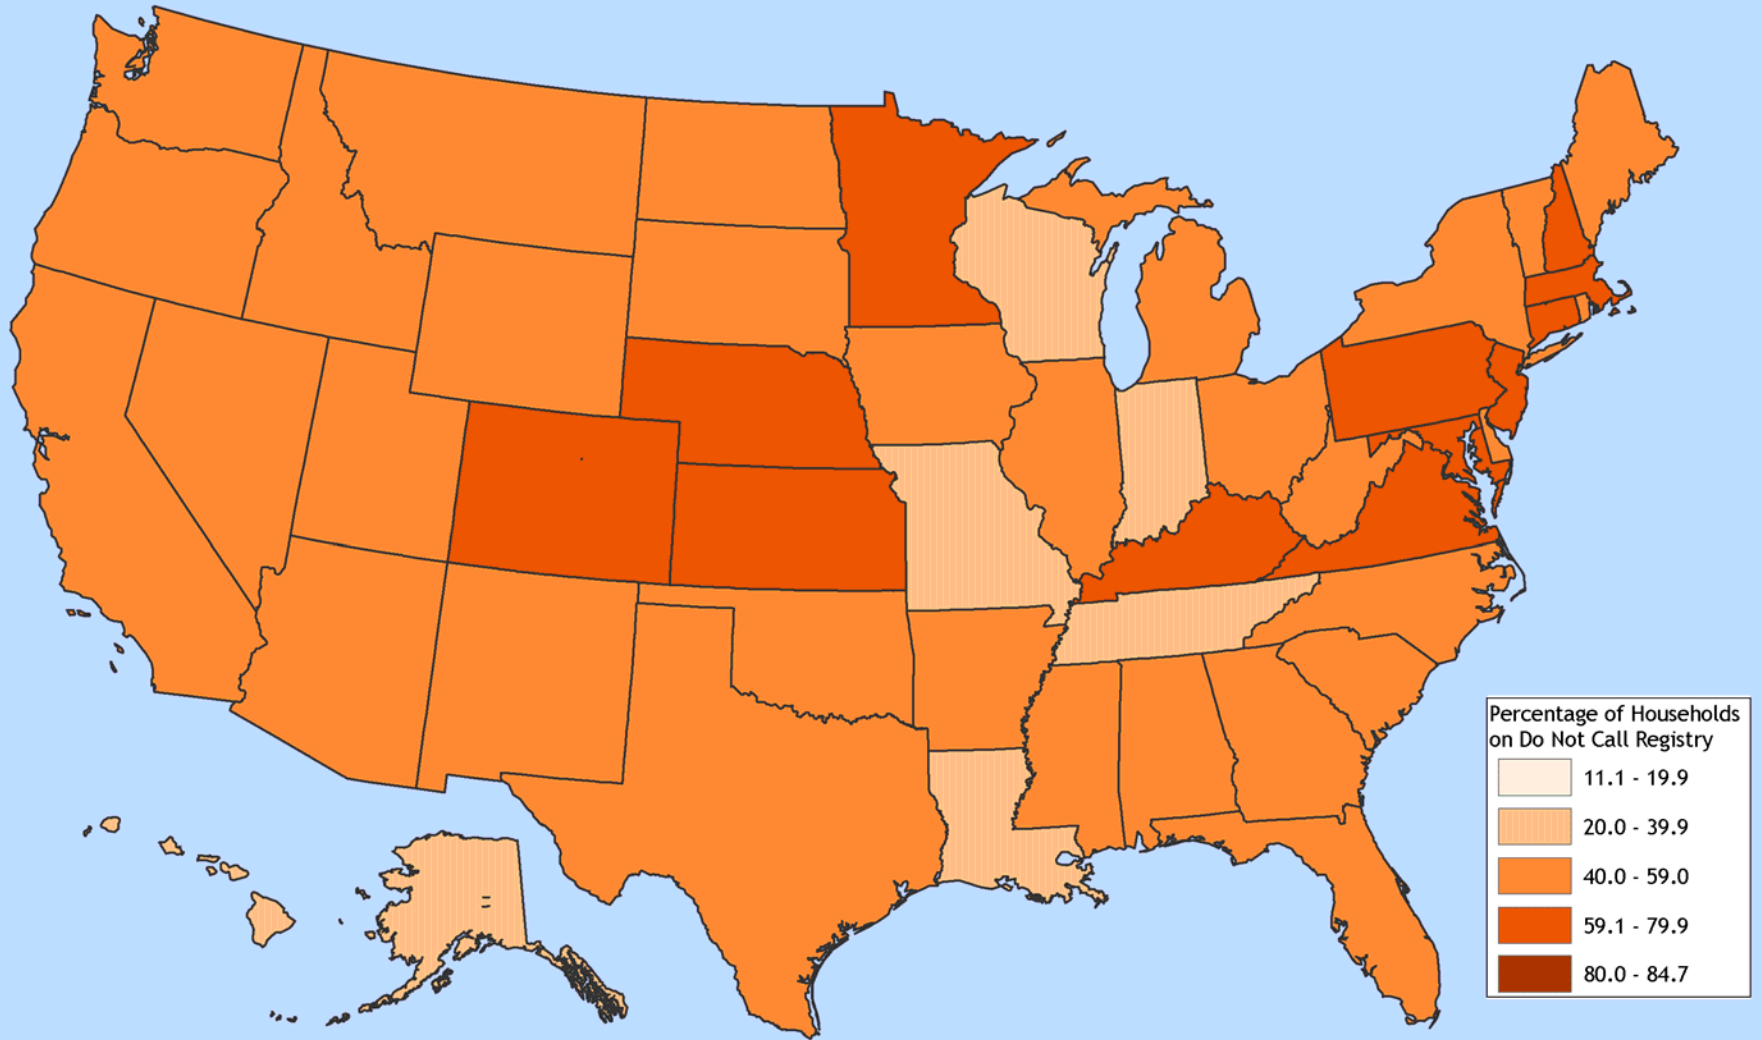 Percentage of Households
on Do Not Call Registry
11.1 - 19.9
20.0 - 39.9
40.0 - 59.0
59.1 - 79.9
80.0 - 84.7